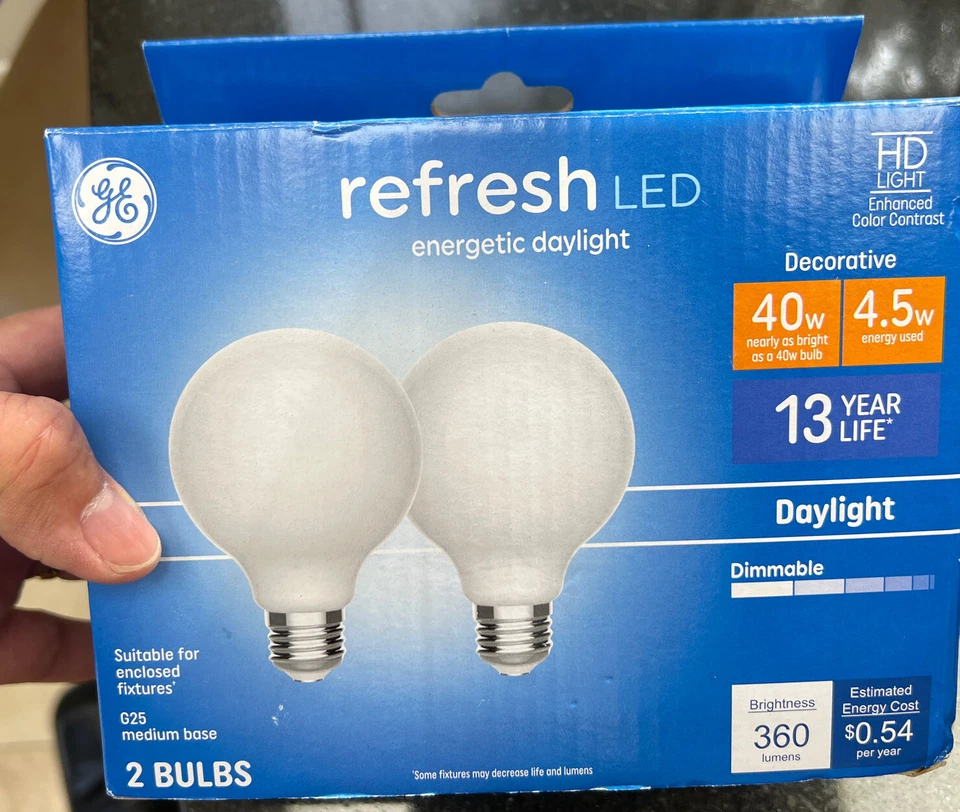 GE
refresh LED
energetic daylight
HD
LIGHT
Enhanced
Color Contrast
Decorative
40w
nearly as bright
as a 40w bulb
4.5w
energy used
13 YEAR
LIFE*
Daylight
Dimmable
Suitable for
enclosed
fixtures*
G25
medium base
2 BULBS
*Some fixtures may decrease life and lumens
Brightness
360
lumens
Estimated
Energy Cost
$0.54
per year